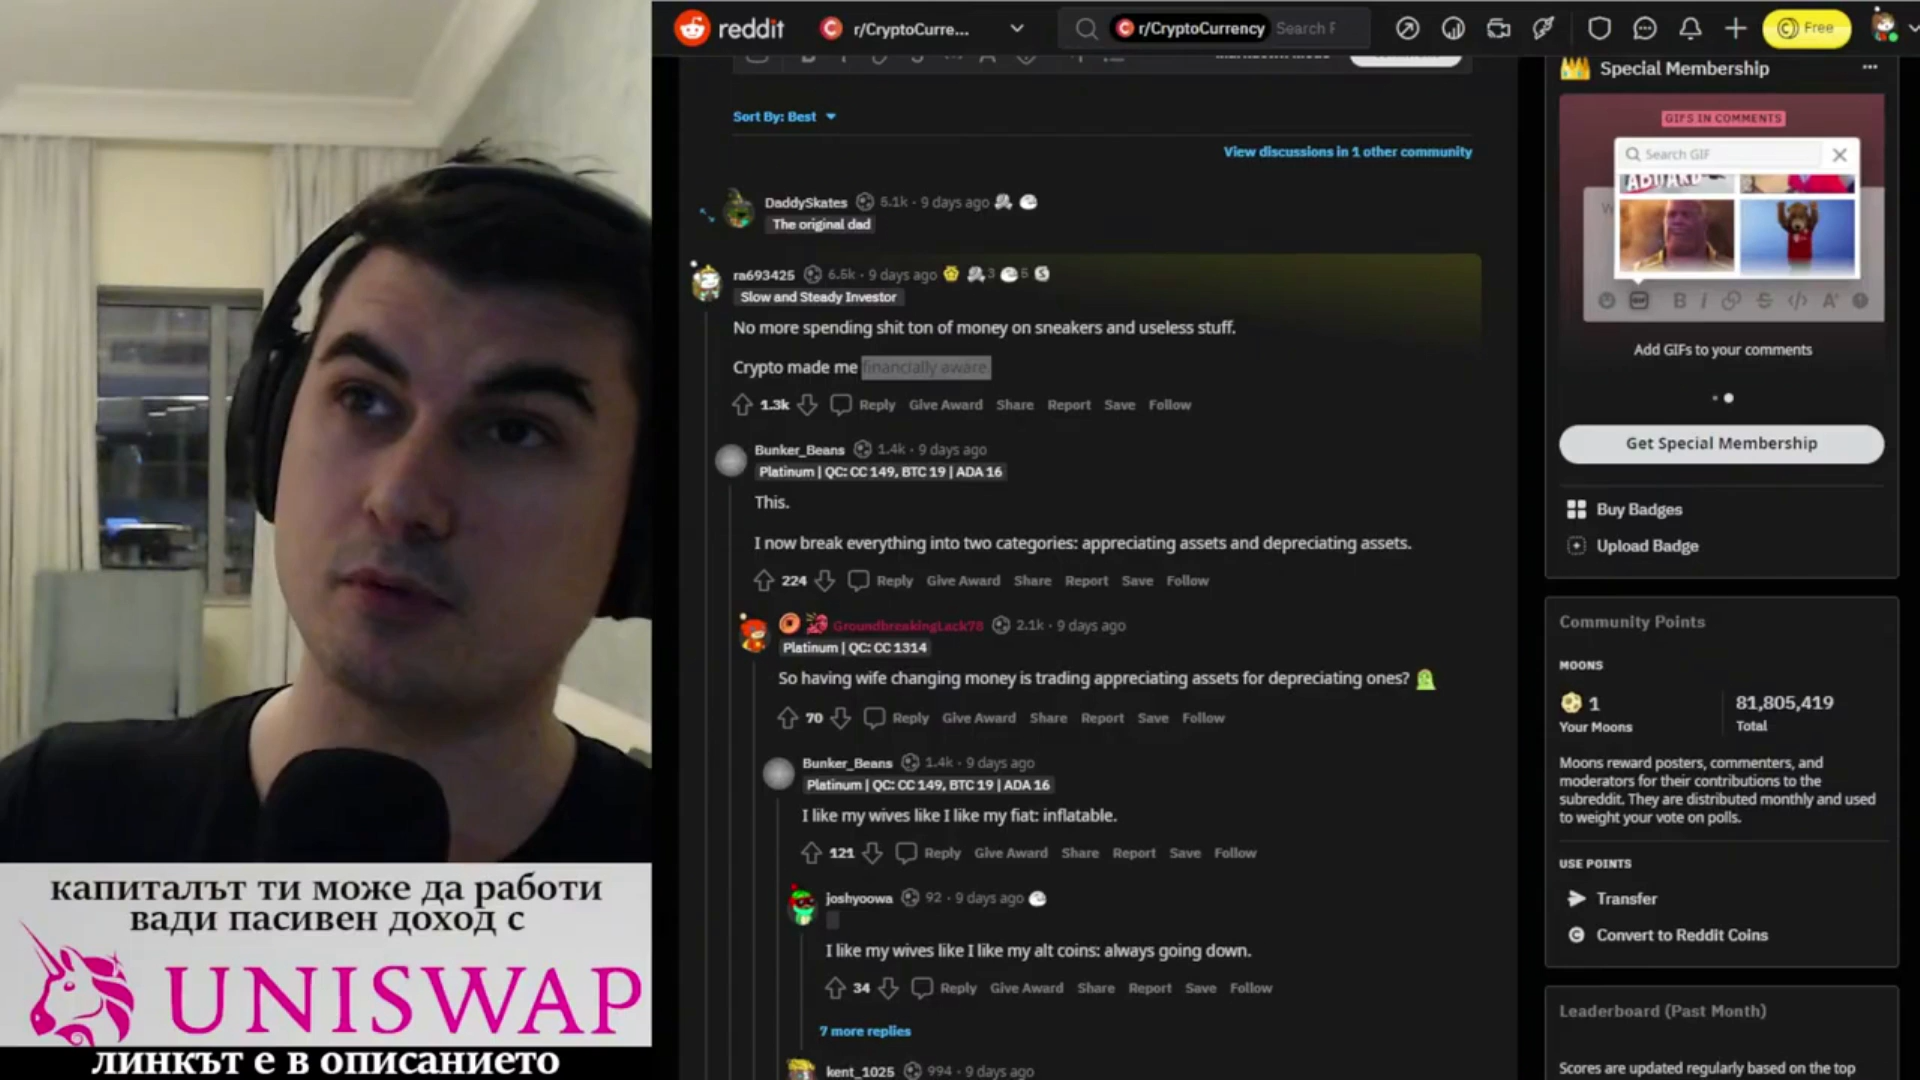 reddit
r/CryptoCurre...
r/CryptoCurrency
Free
Sort By: Best
View discussions in 1 other community
DaddySkates 5.1k · 9 days ago
The original dad
ra693425 6.5k · 9 days ago 3 5
Slow and Steady Investor
No more spending shit ton of money on sneakers and useless stuff.
Crypto made me financially aware.
1.3k Reply Give Award Share Report Save Follow
Bunker_Beans 1.4k · 9 days ago
Platinum | QC: CC 149, BTC 19 | ADA 16
This.
I now break everything into two categories: appreciating assets and depreciating assets.
224 Reply Give Award Share Report Save Follow
GroundbreakingLack78 2.1k · 9 days ago
Platinum | QC: CC 1314
So having wife changing money is trading appreciating assets for depreciating ones?
70 Reply Give Award Share Report Save Follow
Bunker_Beans 1.4k · 9 days ago
Platinum | QC: CC 149, BTC 19 | ADA 16
I like my wives like I like my fiat: inflatable.
121 Reply Give Award Share Report Save Follow
joshyoowa 92 · 9 days ago
I like my wives like I like my alt coins: always going down.
34 Reply Give Award Share Report Save Follow
7 more replies
kent_1025 994 · 9 days ago
Special Membership
GIFS IN COMMENTS
Search GIF
Add GIFs to your comments
Get Special Membership
Buy Badges
Upload Badge
Community Points
MOONS
1 81,805,419
Your Moons Total
Moons reward posters, commenters, and
moderators for their contributions to the
subreddit. They are distributed monthly and used
to weight your vote on polls.
USE POINTS
Transfer
Convert to Reddit Coins
Leaderboard (Past Month)
Scores are updated regularly based on the top
капиталът ти може да работи
вади пасивен доход с
UNISWAP
линкът е в описанието